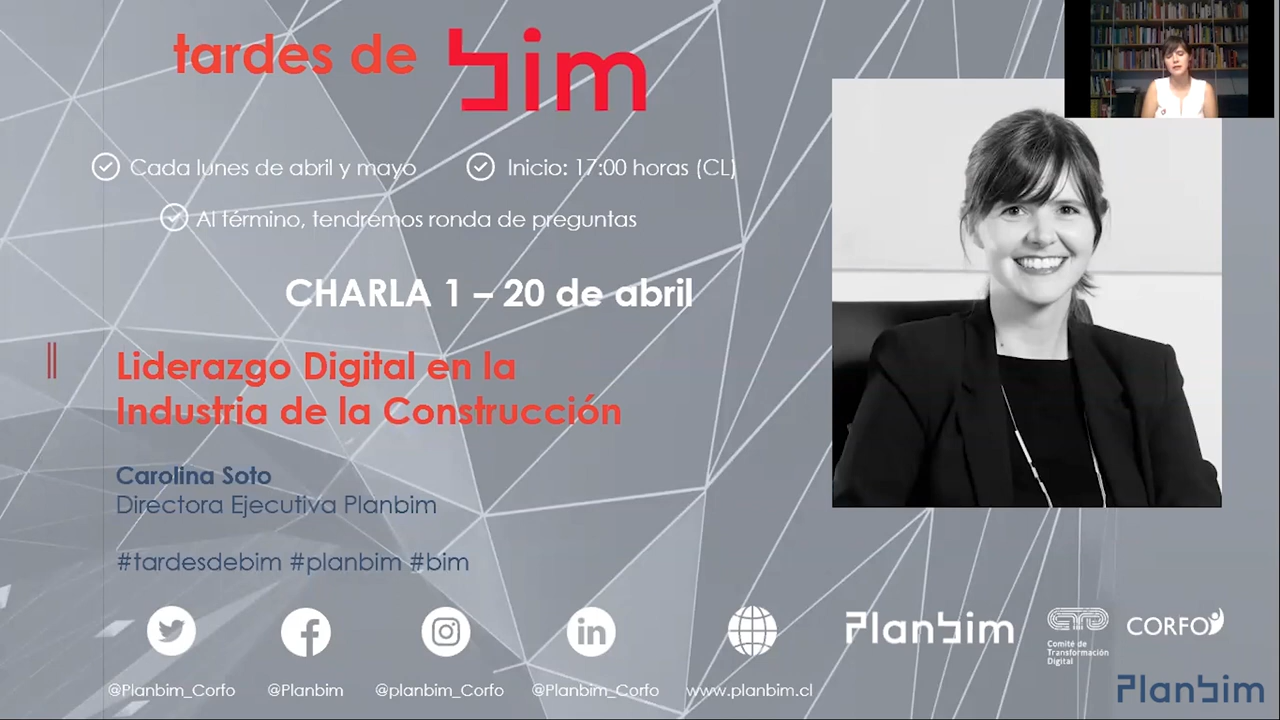 tardes de bim
Cada lunes de abril y mayo
Inicio: 17:00 horas (CL)
Al término, tendremos ronda de preguntas
CHARLA 1 – 20 de abril
Liderazgo Digital en la
Industria de la Construcción
Carolina Soto
Directora Ejecutiva Planbim
#tardesdebim #planbim #bim
@Planbim_Corfo
@Planbim
@planbim_Corfo
@Planbim_Corfo
www.planbim.cl
Planbim
Comité de
Transformación
Digital
CORFO
Planbim